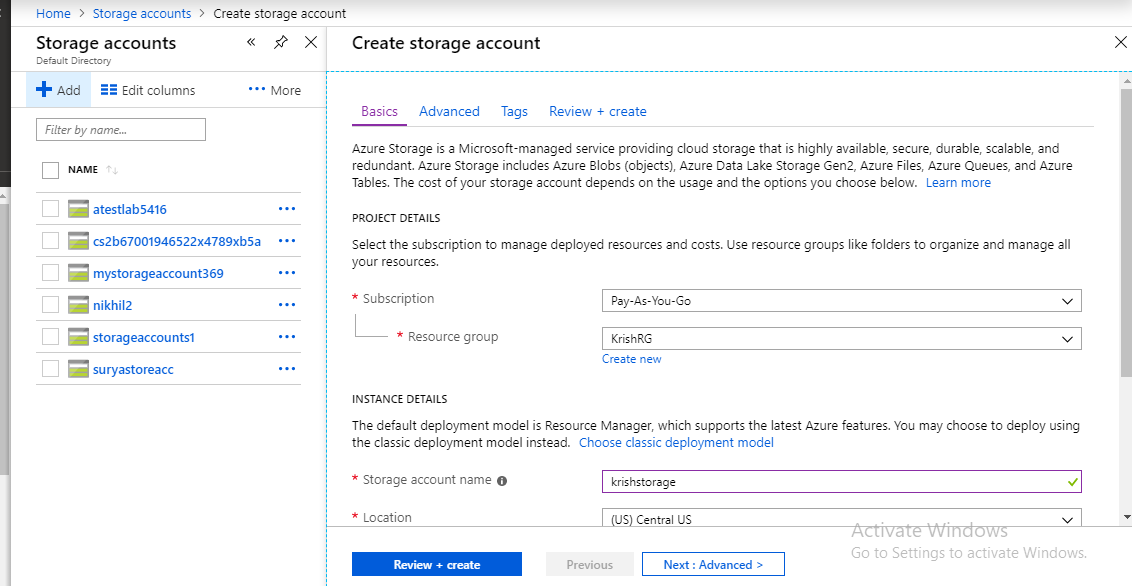 Home > Storage accounts > Create storage account
Storage accounts
Default Directory
Add Edit columns More
Filter by name...
NAME
atestlab5416
cs2b67001946522x4789xb5a
mystorageaccount369
nikhil2
storageaccounts1
suryastoreacc
Create storage account
Basics Advanced Tags Review + create
Azure Storage is a Microsoft-managed service providing cloud storage that is highly available, secure, durable, scalable, and
redundant. Azure Storage includes Azure Blobs (objects), Azure Data Lake Storage Gen2, Azure Files, Azure Queues, and Azure
Tables. The cost of your storage account depends on the usage and the options you choose below. Learn more
PROJECT DETAILS
Select the subscription to manage deployed resources and costs. Use resource groups like folders to organize and manage all
your resources.
* Subscription
Pay-As-You-Go
* Resource group
KrishRG
Create new
INSTANCE DETAILS
The default deployment model is Resource Manager, which supports the latest Azure features. You may choose to deploy using
the classic deployment model instead. Choose classic deployment model
* Storage account name
krishstorage
* Location
(US) Central US
Activate Windows
Go to Settings to activate Windows.
Review + create Previous Next : Advanced >